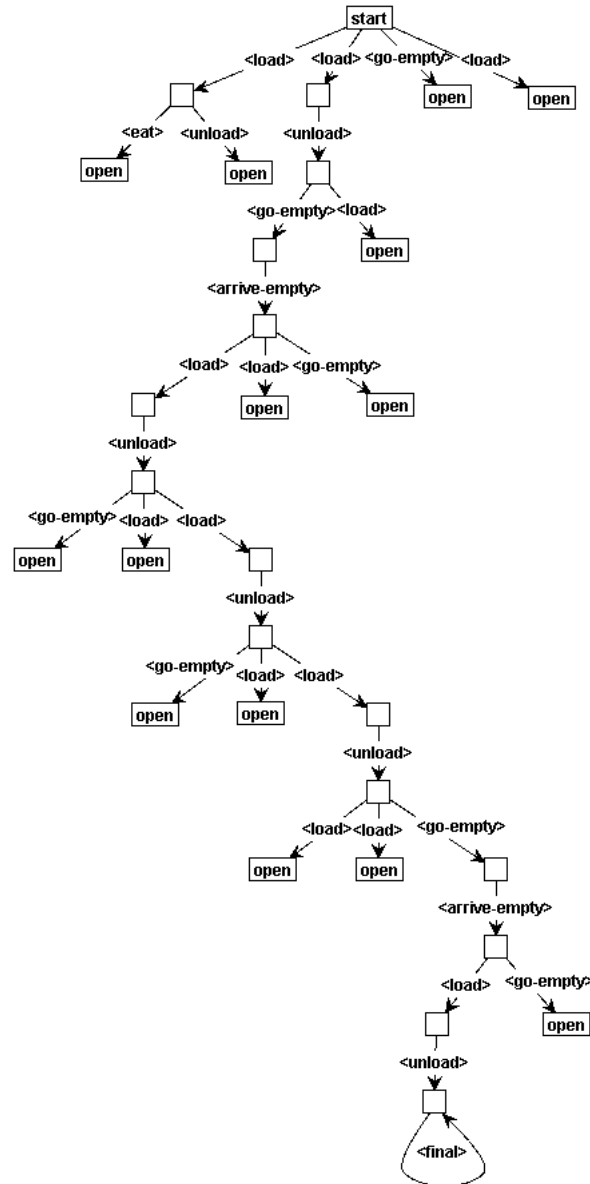 start
<load> <load> <go-empty> <load>
open open
<eat> <unload> <unload>
open open
<go-empty> <load>
open
<arrive-empty>
<load> <load> <go-empty>
open open
<unload>
<go-empty> <load> <load>
open open
<unload>
<go-empty> <load> <load>
open open
<unload>
<load> <load> <go-empty>
open open
<arrive-empty>
<load> <go-empty>
open
<unload>
<final>